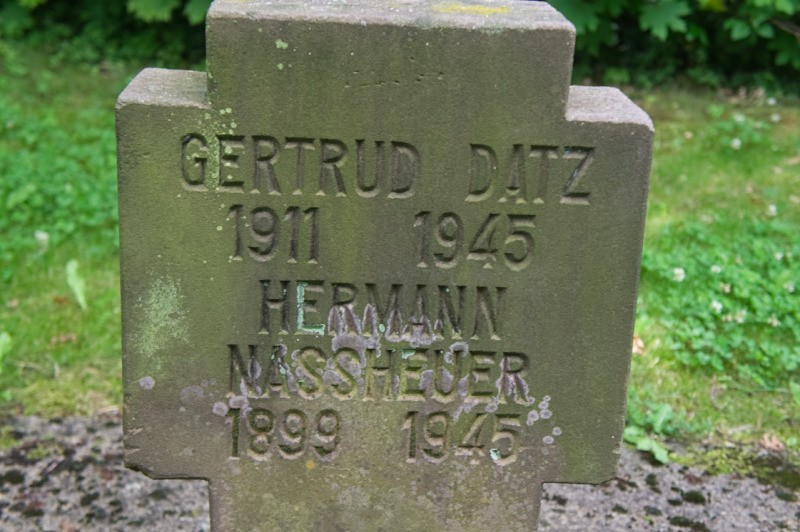 GERTRUD DATZ
1911 1945
HERMANN
NASSHEUER
1899 1945